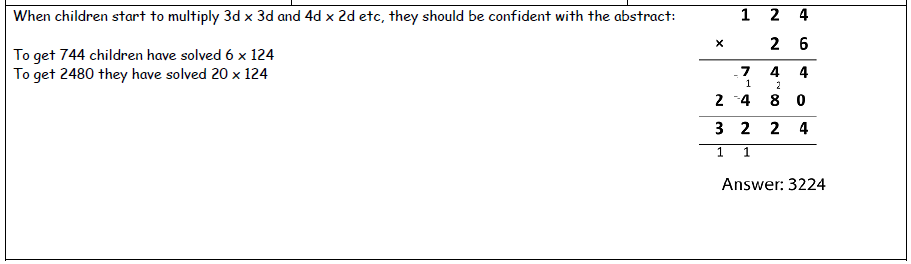 When children start to multiply 3d x 3d and 4d x 2d etc, they should be confident with the abstract:
To get 744 children have solved 6 x 124
To get 2480 they have solved 20 x 124
1 2 4
× 2 6
7 4 4
1 2
2 4 8 0
3 2 2 4
1 1
Answer: 3224